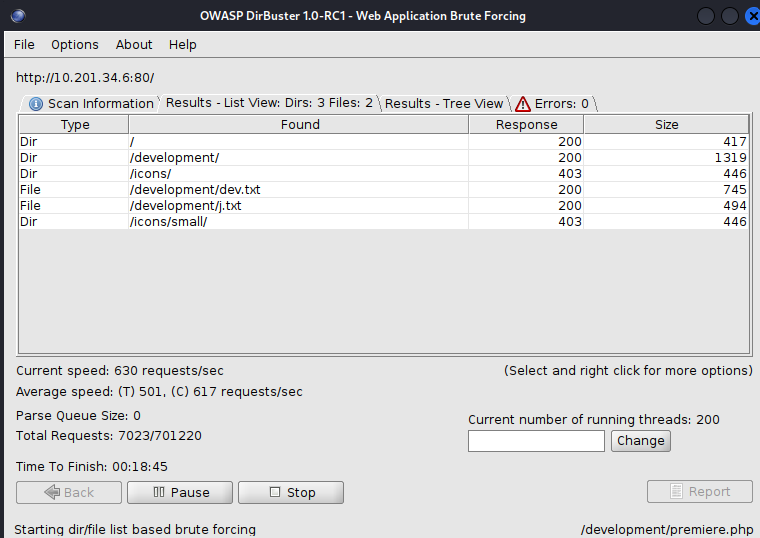 OWASP DirBuster 1.0-RC1 - Web Application Brute Forcing
File Options About Help
http://10.201.34.6:80/
Scan Information Results - List View: Dirs: 3 Files: 2 Results - Tree View Errors: 0
Type Found Response Size
Dir / 200 417
Dir /development/ 200 1319
Dir /icons/ 403 446
File /development/dev.txt 200 745
File /development/j.txt 200 494
Dir /icons/small/ 403 446
Current speed: 630 requests/sec (Select and right click for more options)
Average speed: (T) 501, (C) 617 requests/sec
Parse Queue Size: 0 Current number of running threads: 200
Total Requests: 7023/701220 Change
Time To Finish: 00:18:45
Back Pause Stop Report
Starting dir/file list based brute forcing /development/premiere.php